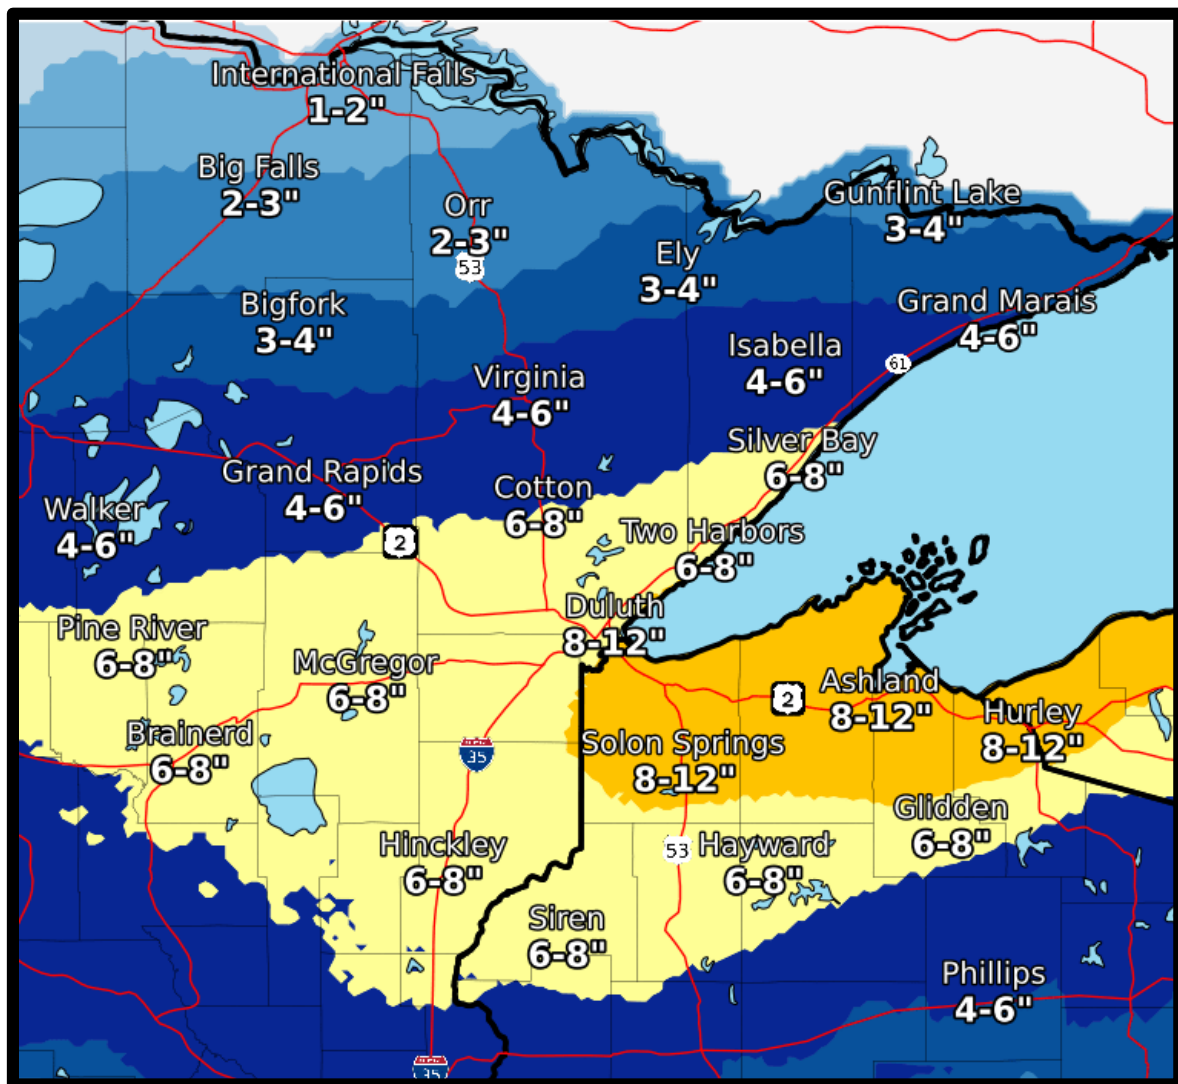 International Falls
1-2"
Big Falls
2-3"
Orr
2-3"
53
Gunflint Lake
3-4"
Ely
3-4"
Bigfork
3-4"
Grand Marais
4-6"
Isabella
4-6"
61
Virginia
4-6"
Silver Bay
6-8"
Grand Rapids
4-6"
Cotton
6-8"
Walker
4-6"
2
Two Harbors
6-8"
Duluth
8-12"
Pine River
6-8"
McGregor
6-8"
Ashland
8-12"
2
Hurley
8-12"
Brainerd
6-8"
35
Solon Springs
8-12"
Glidden
6-8"
Hinckley
6-8"
53
Hayward
6-8"
Siren
6-8"
Phillips
4-6"
35